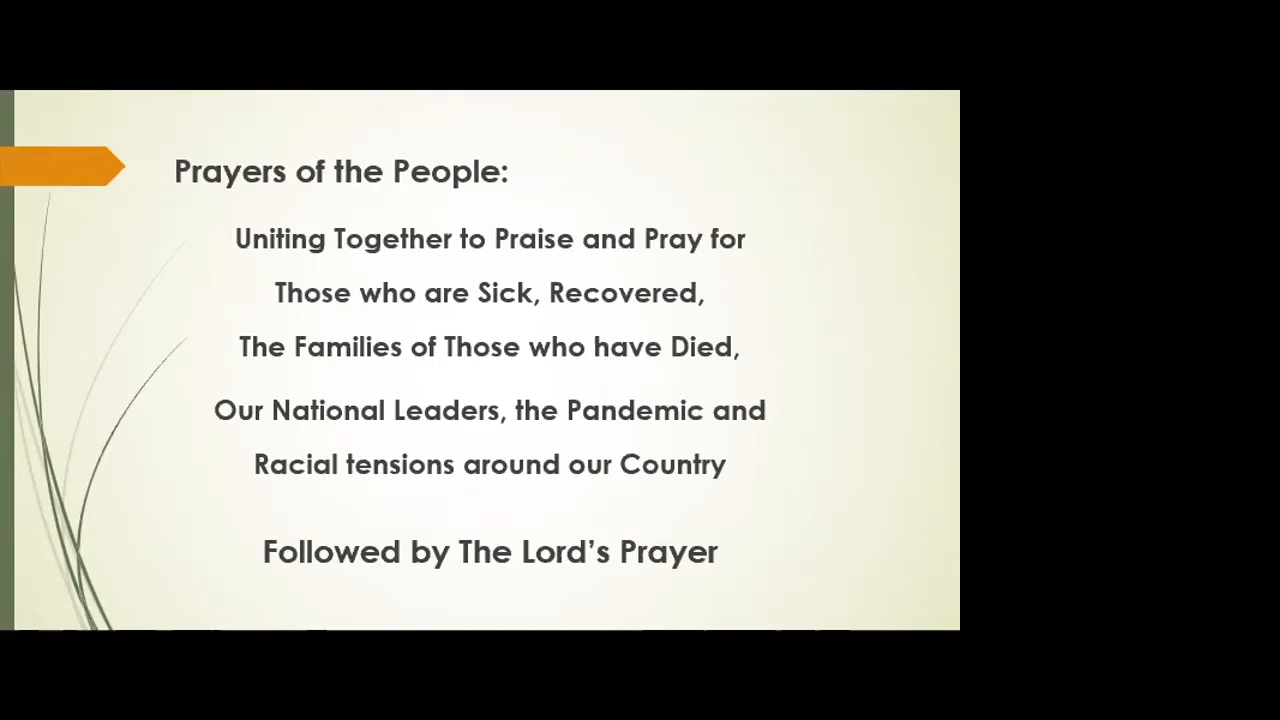 Prayers of the People:
Uniting Together to Praise and Pray for
Those who are Sick, Recovered,
The Families of Those who have Died,
Our National Leaders, the Pandemic and
Racial tensions around our Country
Followed by The Lord’s Prayer